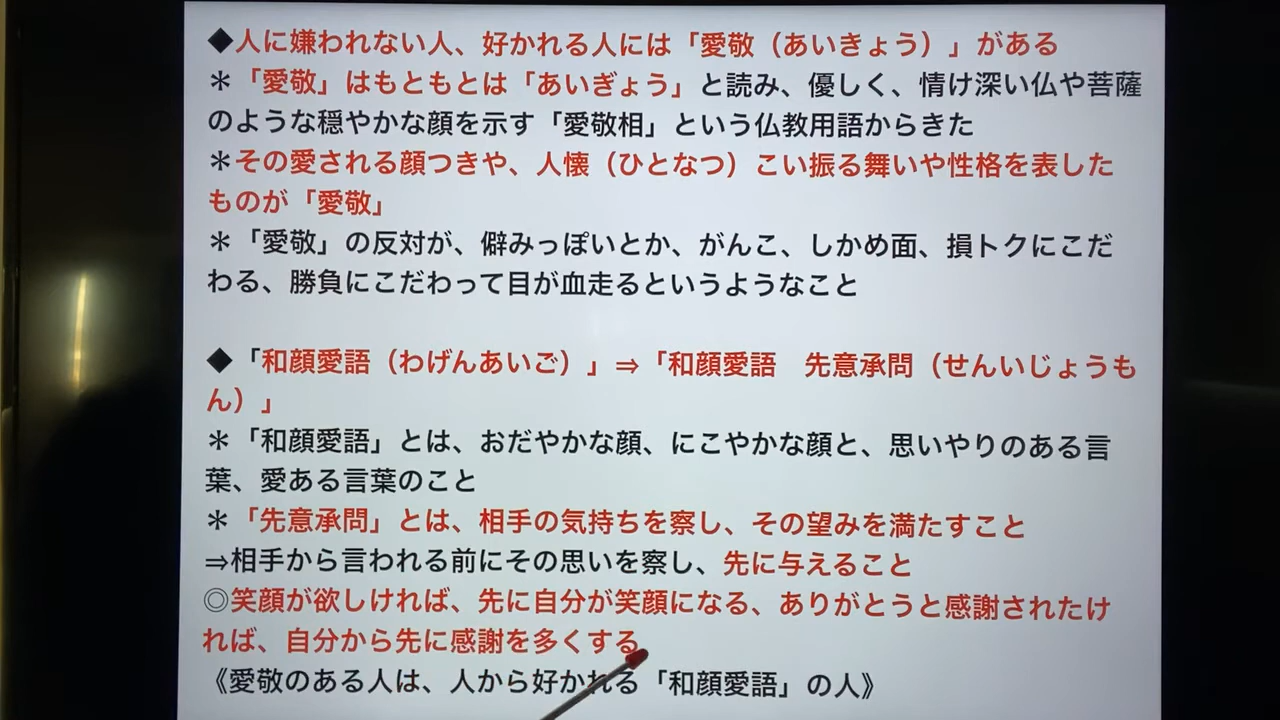 ◆人に嫌われない人、好かれる人には「愛敬（あいきょう）」がある
＊「愛敬」はもともとは「あいぎょう」と読み、優しく、情け深い仏や菩薩
のような穏やかな顔を示す「愛敬相」という仏教用語からきた
＊その愛される顔つきや、人懐（ひとなつ）こい振る舞いや性格を表した
ものが「愛敬」
＊「愛敬」の反対が、僻みっぽいとか、がんこ、しかめ面、損トクにこだ
わる、勝負にこだわって目が血走るというようなこと
◆「和顔愛語（わげんあいご）」⇒「和顔愛語　先意承問（せんいじょうも
ん）」
＊「和顔愛語」とは、おだやかな顔、にこやかな顔と、思いやりのある言
葉、愛ある言葉のこと
＊「先意承問」とは、相手の気持ちを察し、その望みを満たすこと
⇒相手から言われる前にその思いを察し、先に与えること
◎笑顔が欲しければ、先に自分が笑顔になる、ありがとうと感謝されたけ
れば、自分から先に感謝を多くする
《愛敬のある人は、人から好かれる「和顔愛語」の人》